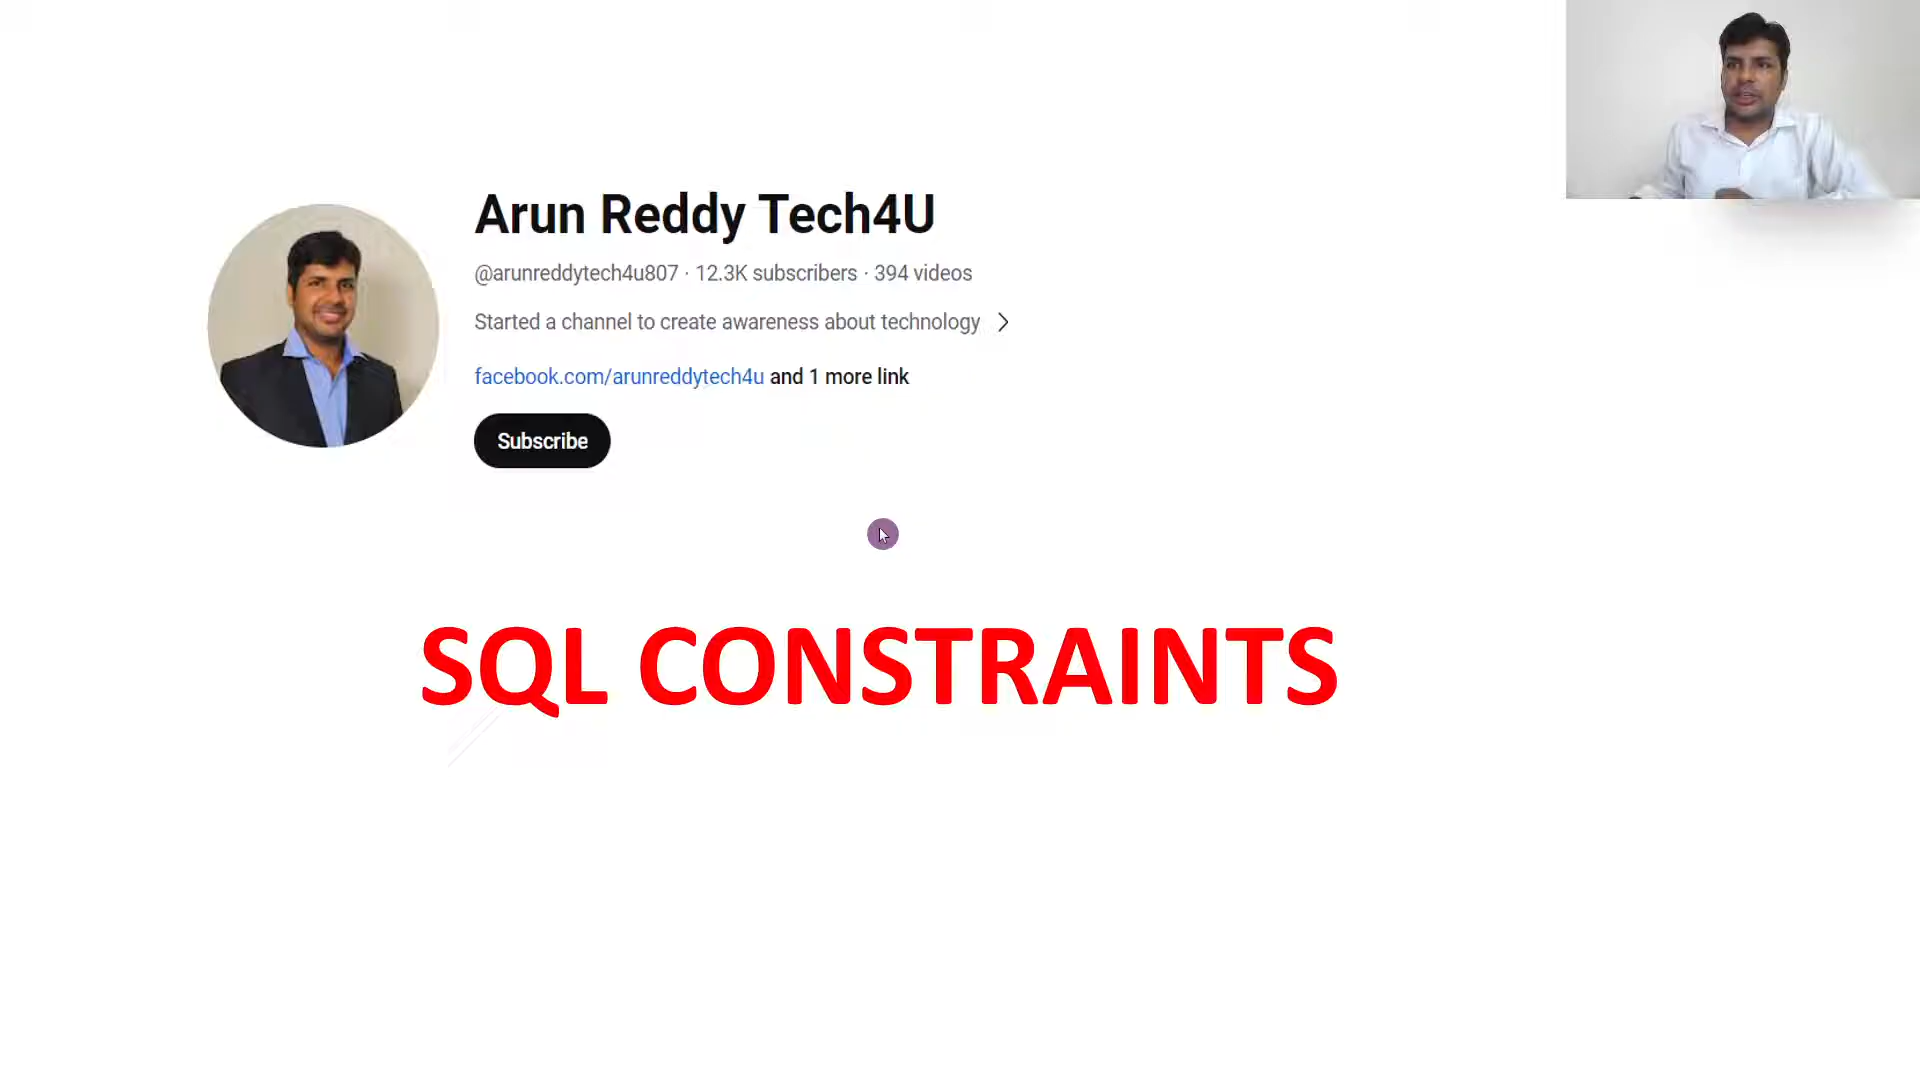 Arun Reddy Tech4U
@arunreddytech4u807 · 12.3K subscribers · 394 videos
Started a channel to create awareness about technology
facebook.com/arunreddytech4u and 1 more link
Subscribe
SQL CONSTRAINTS